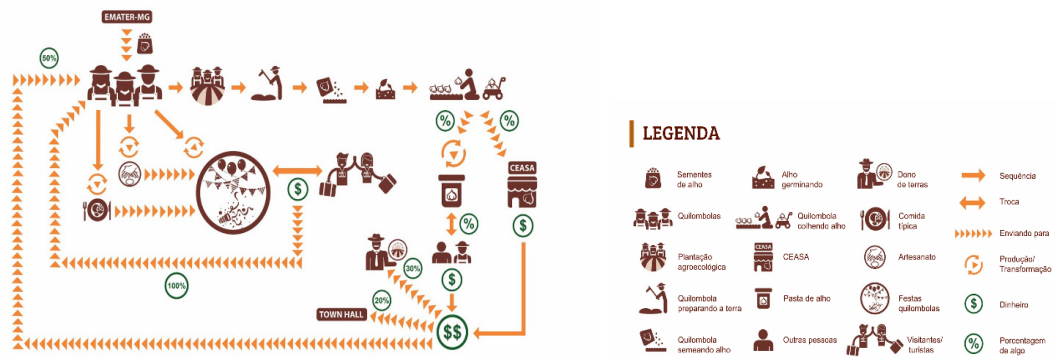 EMATER-MG
50%
%
%
CEASA
$
%
$
30%
$
100%
20%
TOWN HALL
$
$$
LEGENDA
Sementes
de alho
Alho
germinando
Dono
de terras
Sequência
Quilombolas
Quilombola
colhendo alho
Comida
típica
Troca
Enviando para
Plantação
agroecológica
CEASA
CEASA
Artesanato
Produção/
Transformação
Quilombola
preparando a terra
Pasta de alho
Festas
quilombolas
$
Dinheiro
Quilombola
semeando alho
Outras pessoas
Visitantes/
turistas
%
Porcentagem
de algo